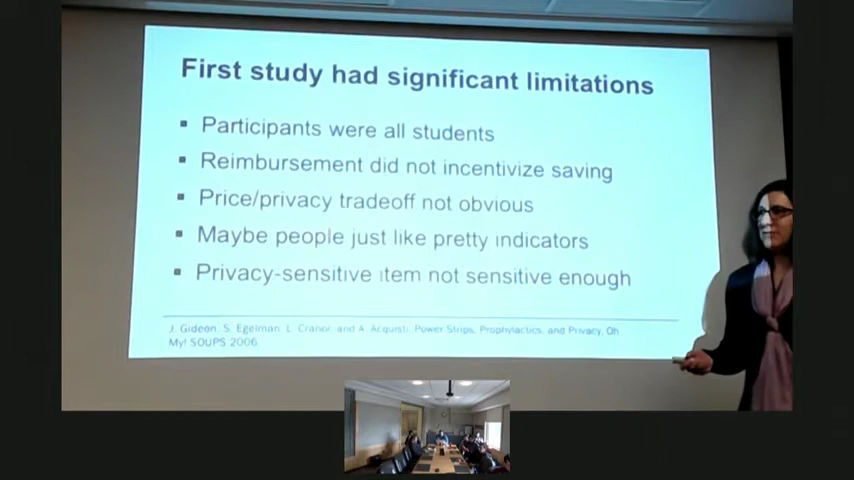 First study had significant limitations
▪ Participants were all students
▪ Reimbursement did not incentivize saving
▪ Price/privacy tradeoff not obvious
▪ Maybe people just like pretty indicators
▪ Privacy-sensitive item not sensitive enough
J. Gideon, S. Egelman, L. Cranor, and A. Acquisti. Power Strips, Prophylactics, and Privacy, Oh
My! SOUPS 2006.